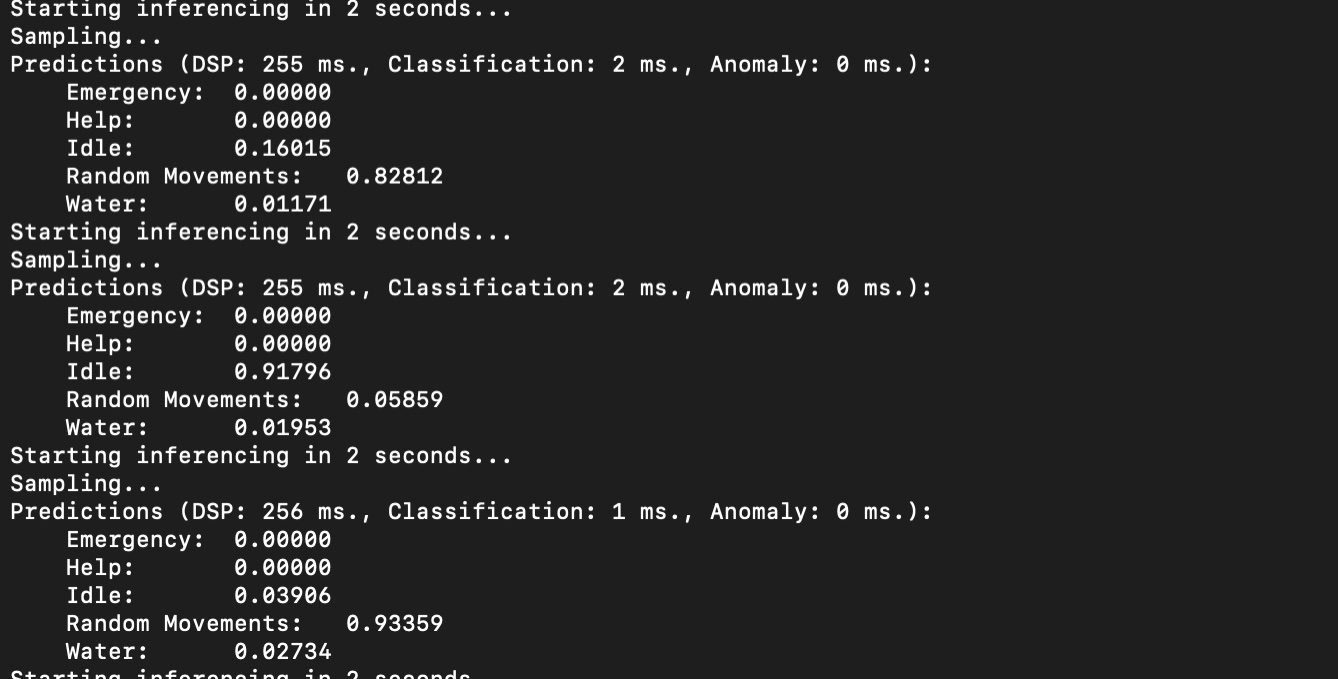 Starting inferencing in 2 seconds...
Sampling...
Predictions (DSP: 255 ms., Classification: 2 ms., Anomaly: 0 ms.):
    Emergency:  0.00000
    Help:       0.00000
    Idle:       0.16015
    Random Movements:   0.82812
    Water:      0.01171
Starting inferencing in 2 seconds...
Sampling...
Predictions (DSP: 255 ms., Classification: 2 ms., Anomaly: 0 ms.):
    Emergency:  0.00000
    Help:       0.00000
    Idle:       0.91796
    Random Movements:   0.05859
    Water:      0.01953
Starting inferencing in 2 seconds...
Sampling...
Predictions (DSP: 256 ms., Classification: 1 ms., Anomaly: 0 ms.):
    Emergency:  0.00000
    Help:       0.00000
    Idle:       0.03906
    Random Movements:   0.93359
    Water:      0.02734
Starting inferencing in 2 seconds